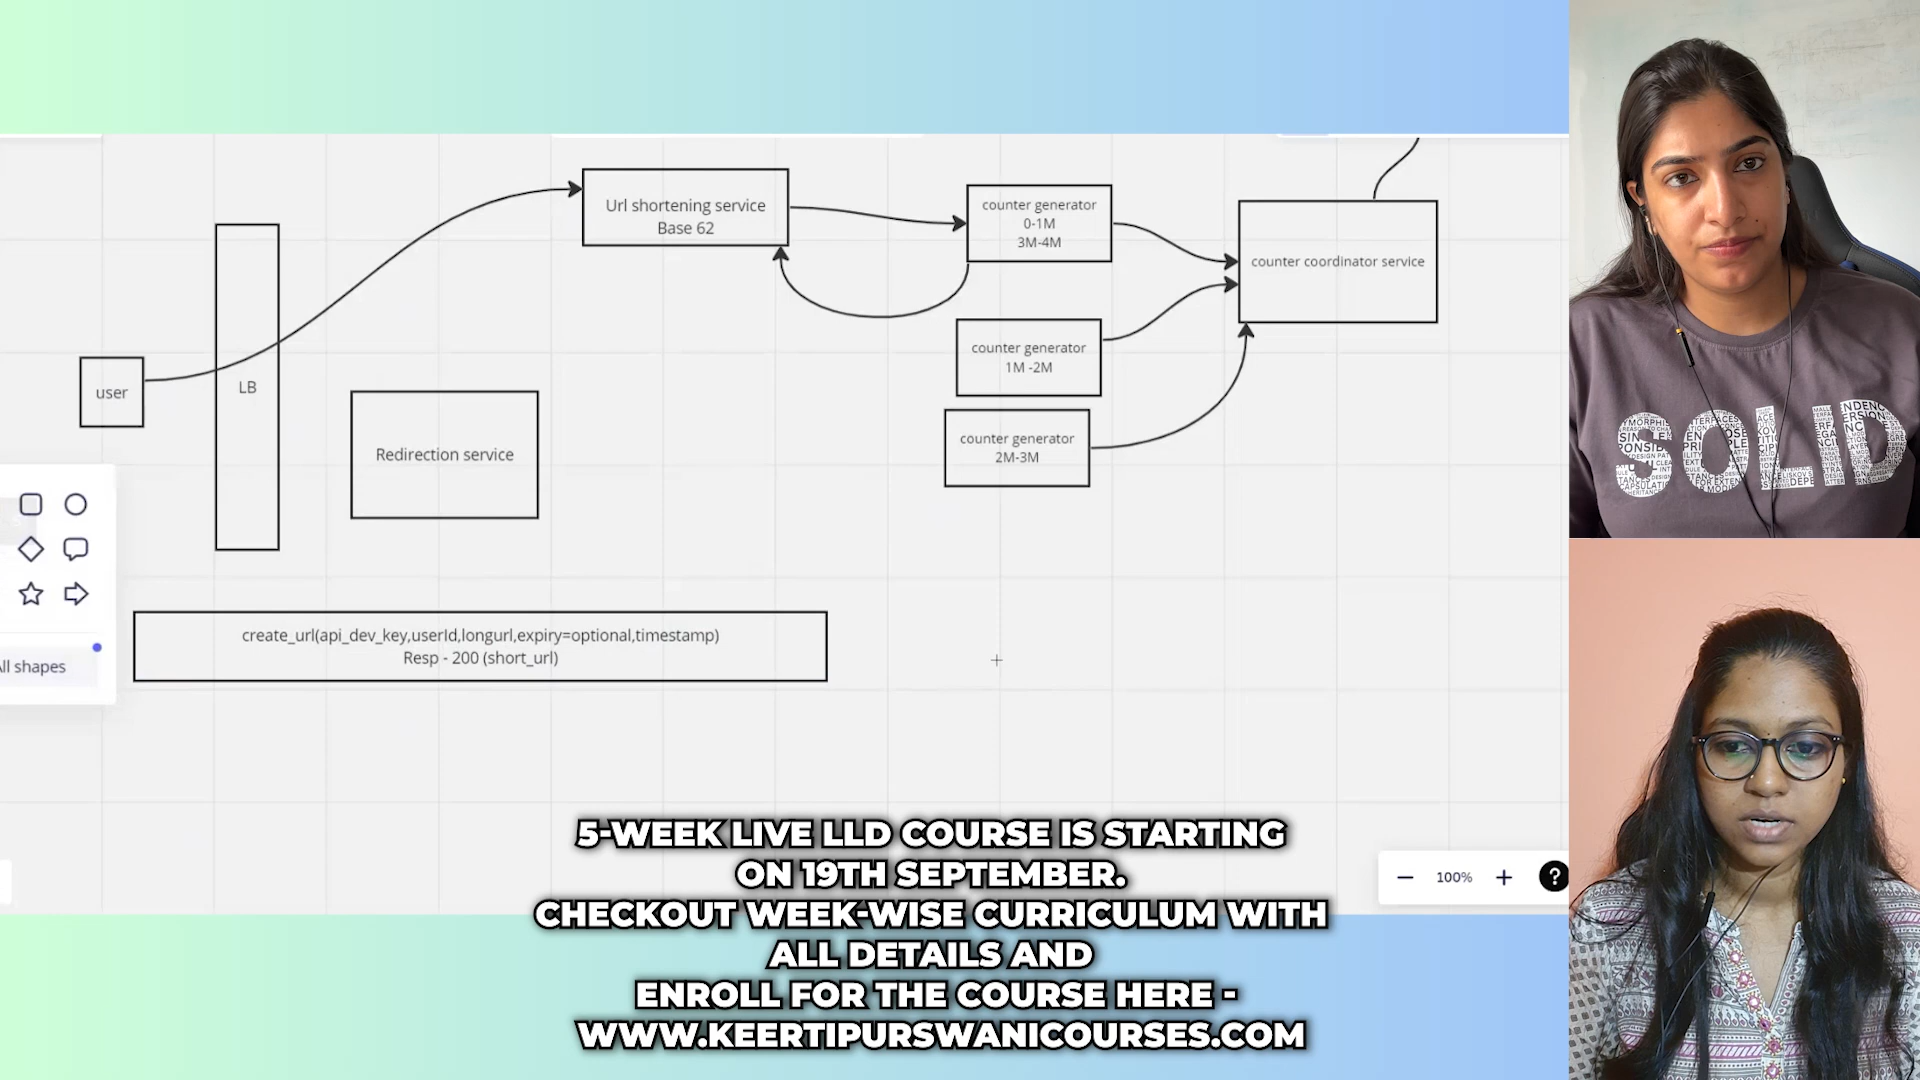 Url shortening service
Base 62
counter generator
0-1M
3M-4M
counter coordinator service
counter generator
1M -2M
user
LB
Redirection service
counter generator
2M-3M
create_url(api_dev_key,userId,longurl,expiry=optional,timestamp)
Resp - 200 (short_url)
ll shapes
100%
?
SOLID
5-WEEK LIVE LLD COURSE IS STARTING
ON 19TH SEPTEMBER.
CHECKOUT WEEK-WISE CURRICULUM WITH
ALL DETAILS AND
ENROLL FOR THE COURSE HERE -
WWW.KEERTIPURSWANICOURSES.COM